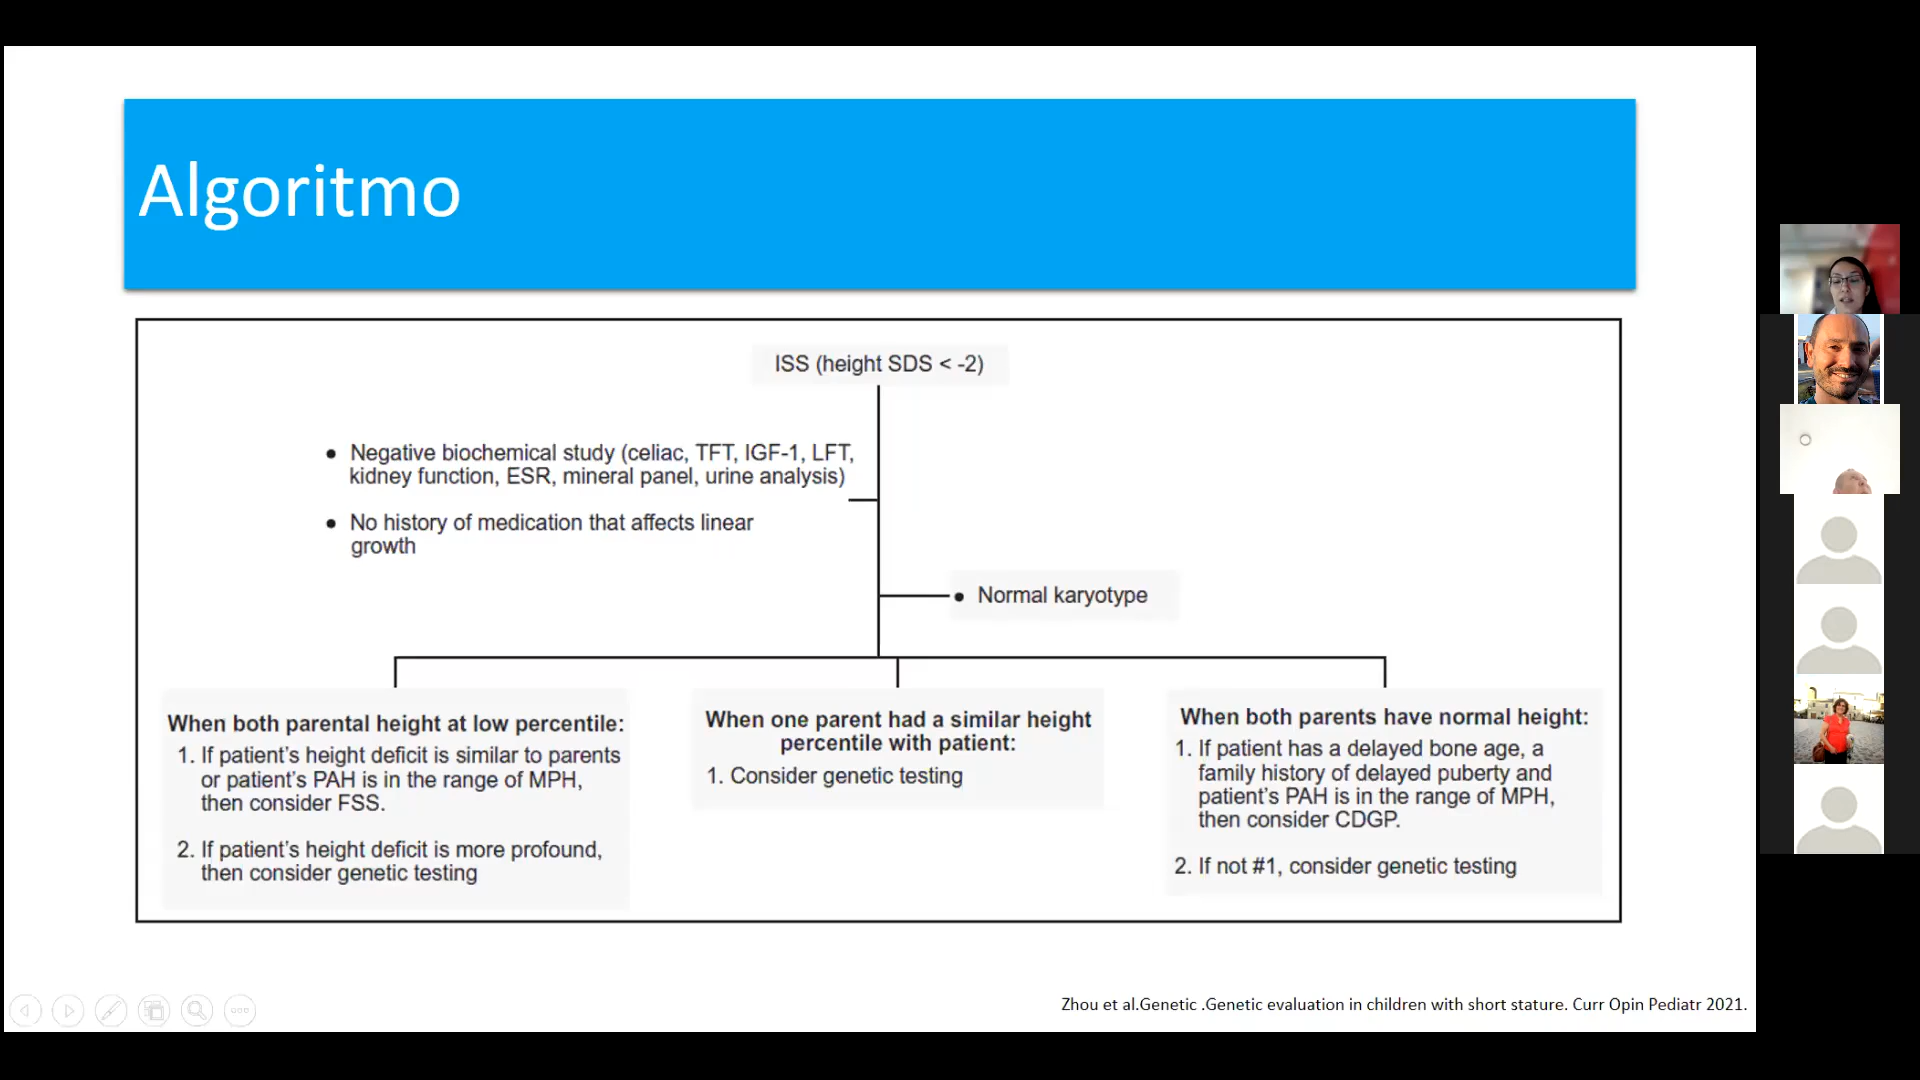 Algoritmo
ISS (height SDS < -2)
• Negative biochemical study (celiac, TFT, IGF-1, LFT,
kidney function, ESR, mineral panel, urine analysis)
• No history of medication that affects linear
growth
• Normal karyotype
When both parental height at low percentile:
1. If patient's height deficit is similar to parents
or patient's PAH is in the range of MPH,
then consider FSS.
2. If patient's height deficit is more profound,
then consider genetic testing
When one parent had a similar height
percentile with patient:
1. Consider genetic testing
When both parents have normal height:
1. If patient has a delayed bone age, a
family history of delayed puberty and
patient's PAH is in the range of MPH,
then consider CDGP.
2. If not #1, consider genetic testing
Zhou et al.Genetic .Genetic evaluation in children with short stature. Curr Opin Pediatr 2021.